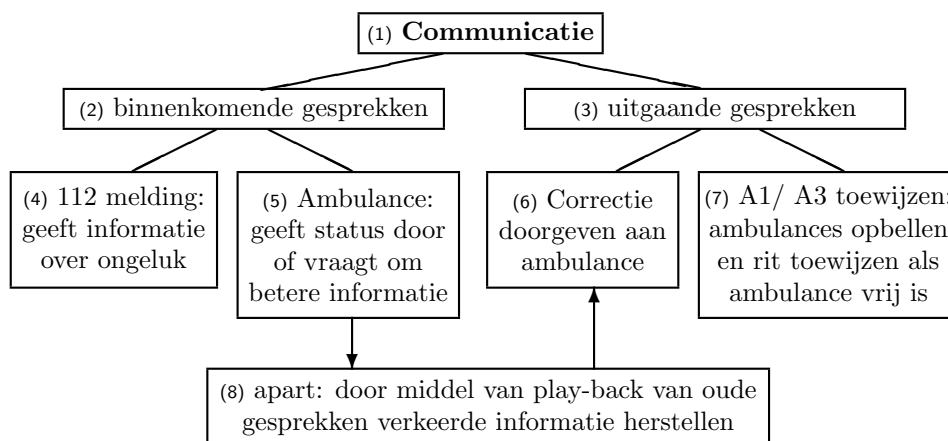 (1) Communicatie
(2) binnenkomende gesprekken
(3) uitgaande gesprekken
(4) 112 melding:
geeft informatie
over ongeluk
(5) Ambulance:
geeft status door
of vraagt om
betere informatie
(6) Correctie
doorgeven aan
ambulance
(7) A1/ A3 toewijzen:
ambulances opbellen
en rit toewijzen als
ambulance vrij is
(8) apart: door middel van play-back van oude
gesprekken verkeerde informatie herstellen